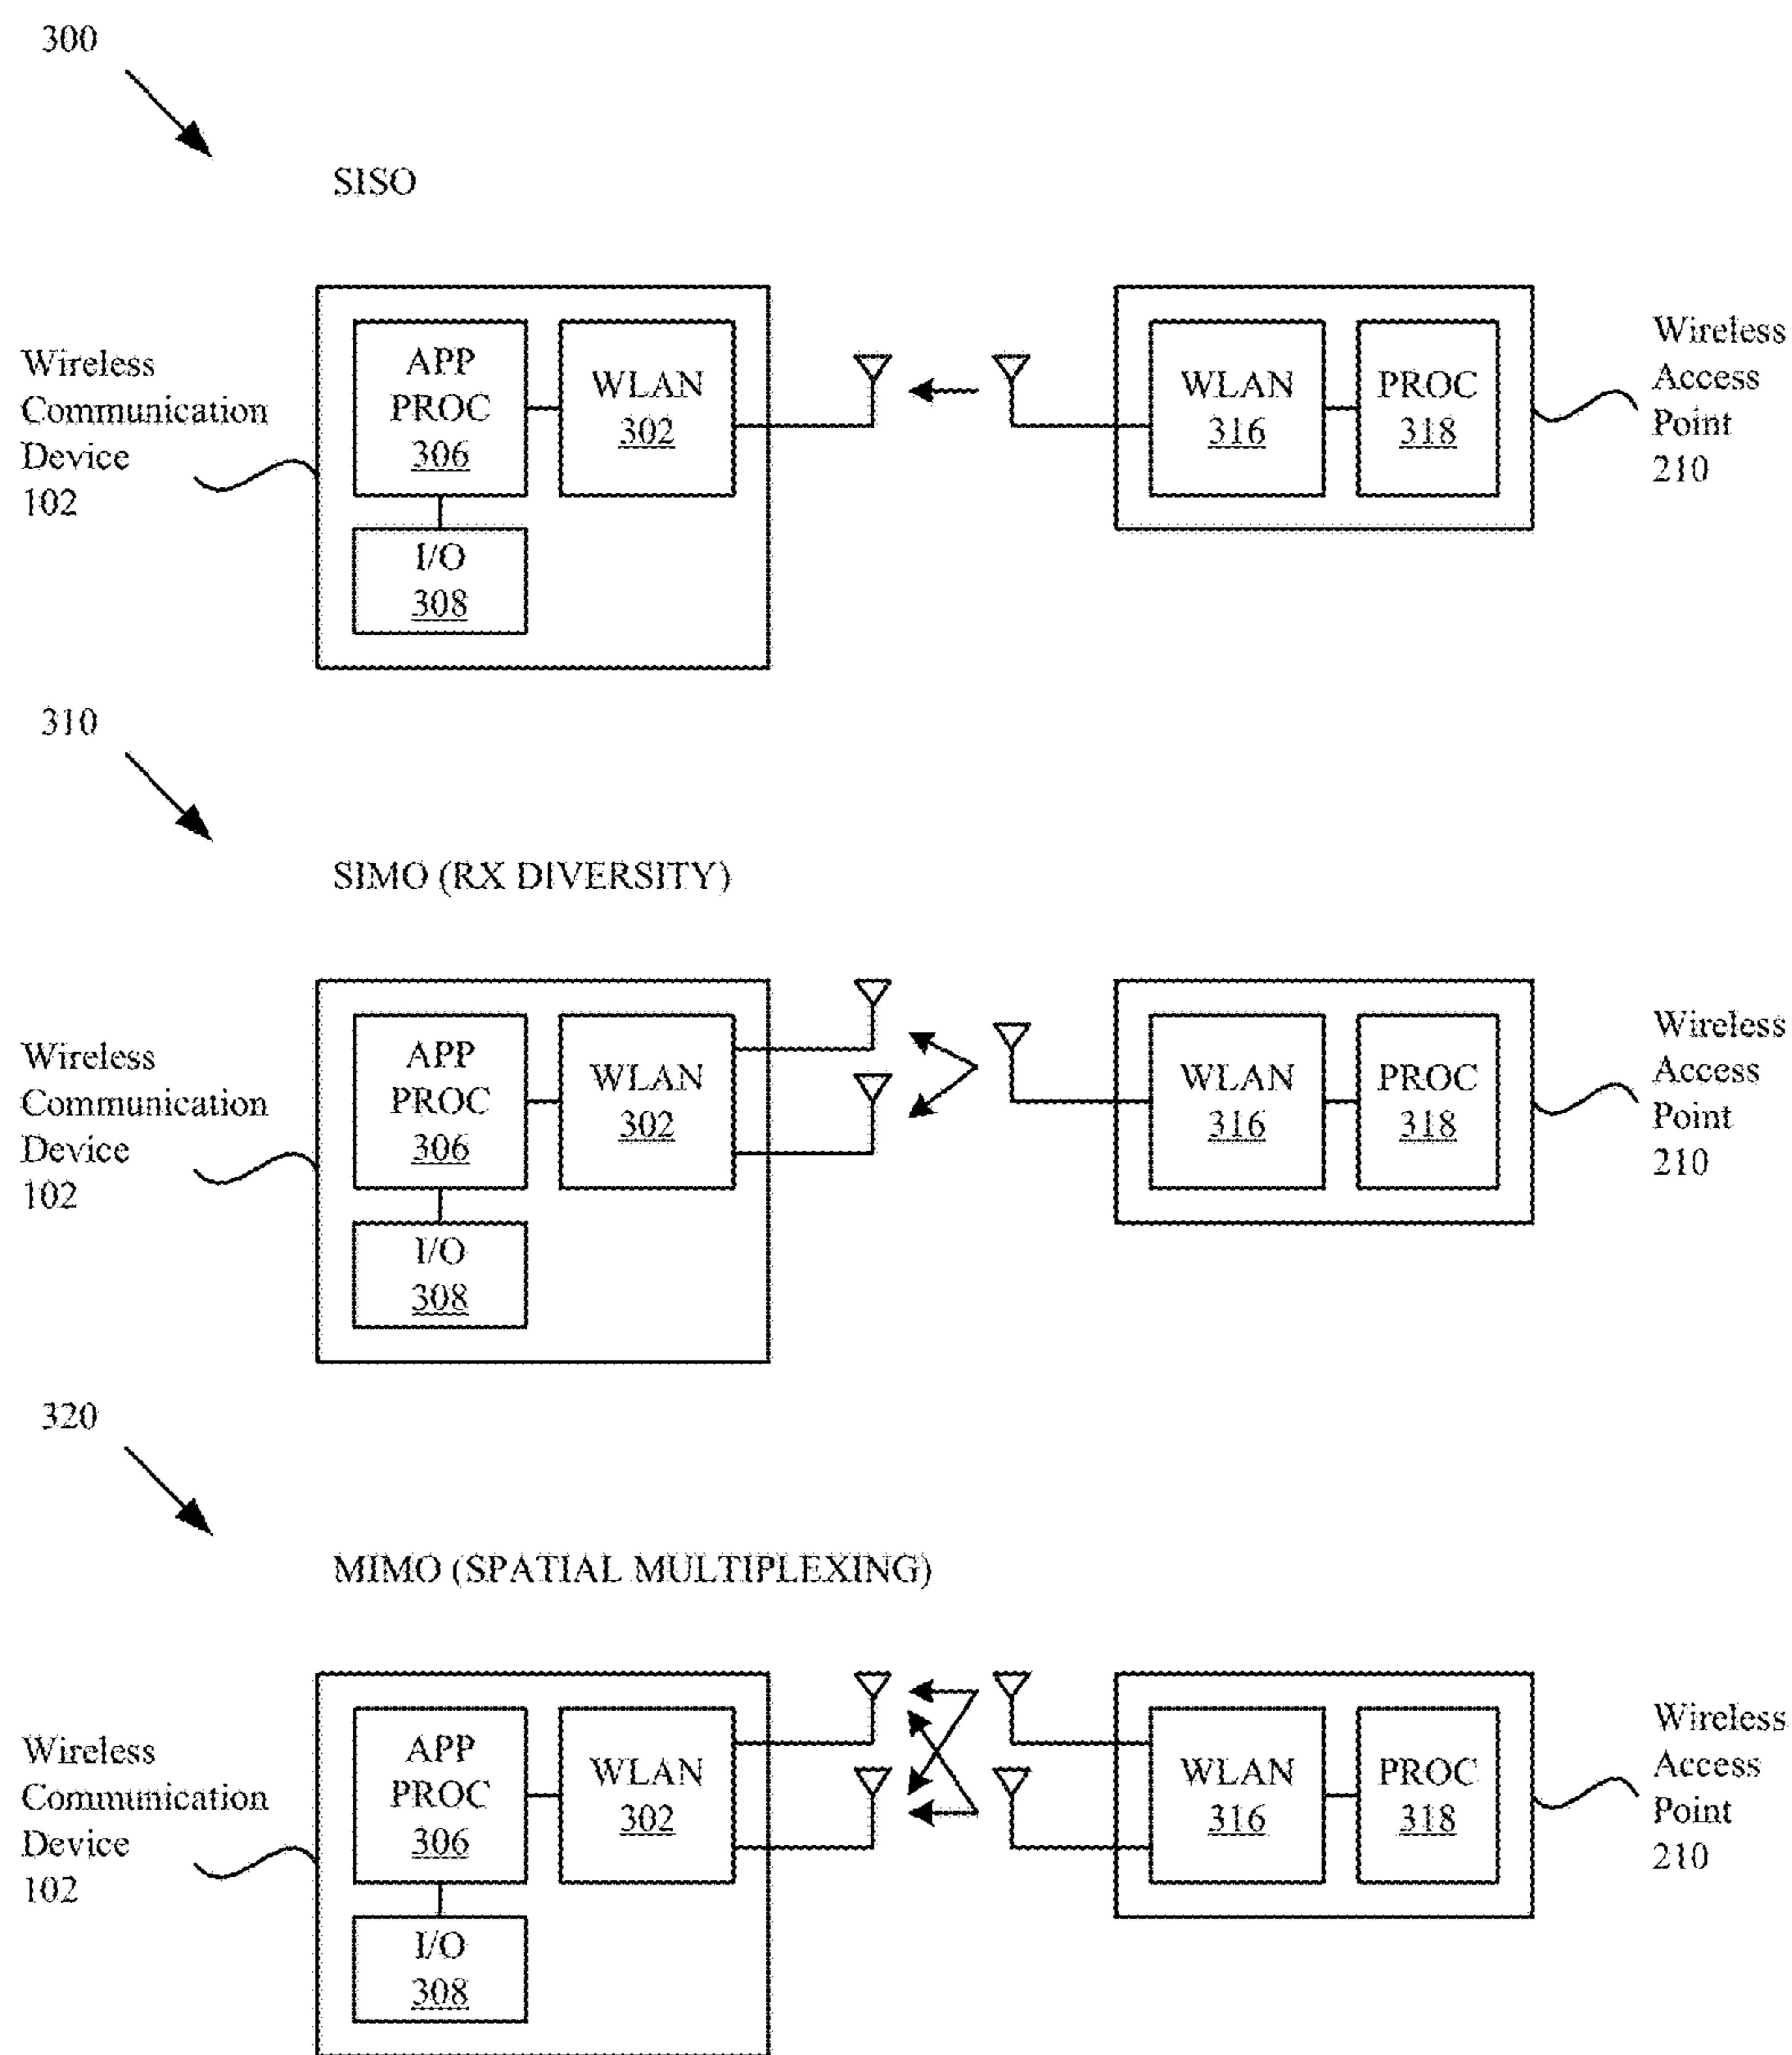 300
SISO
Wireless
Communication
Device
102
APP
PROC
306
WLAN
302
I/O
308
WLAN
316
PROC
318
Wireless
Access
Point
210
310
SIMO (RX DIVERSITY)
Wireless
Communication
Device
102
APP
PROC
306
WLAN
302
I/O
308
WLAN
316
PROC
318
Wireless
Access
Point
210
320
MIMO (SPATIAL MULTIPLEXING)
Wireless
Communication
Device
102
APP
PROC
306
WLAN
302
I/O
308
WLAN
316
PROC
318
Wireless
Access
Point
210